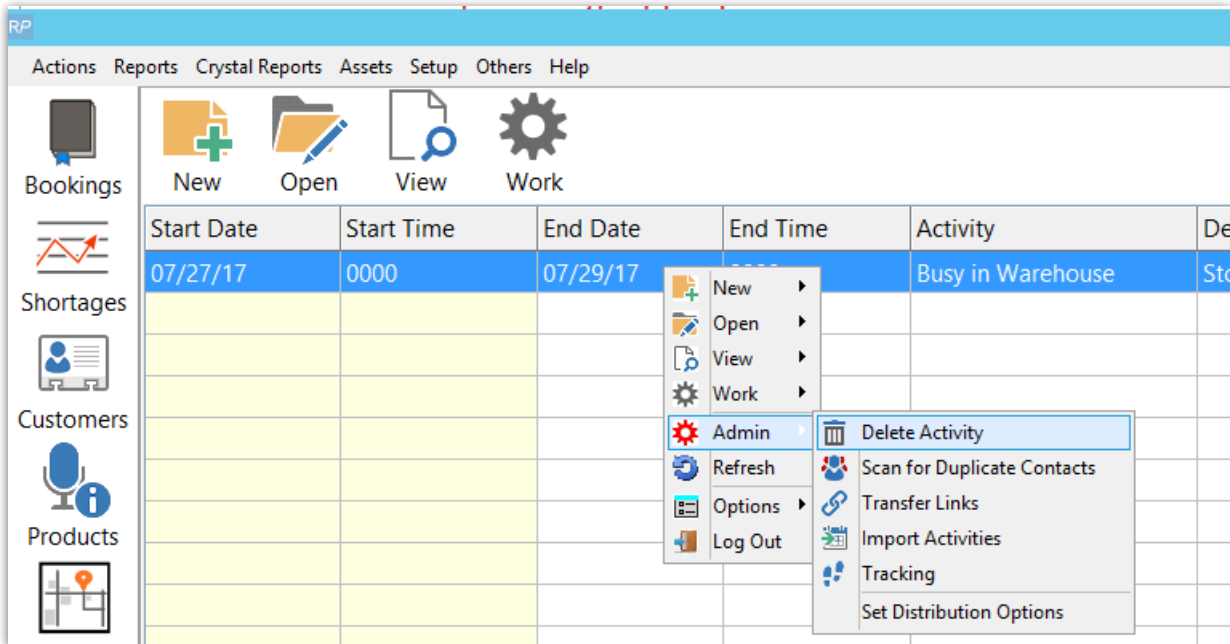 RP
Actions Reports Crystal Reports Assets Setup Others Help
Bookings
Shortages
Customers
Products
New Open View Work
Start Date Start Time End Date End Time Activity De
07/27/17 0000 07/29/17 Busy in Warehouse Sto
New
Open
View
Work
Admin
Refresh
Options
Log Out
Delete Activity
Scan for Duplicate Contacts
Transfer Links
Import Activities
Tracking
Set Distribution Options